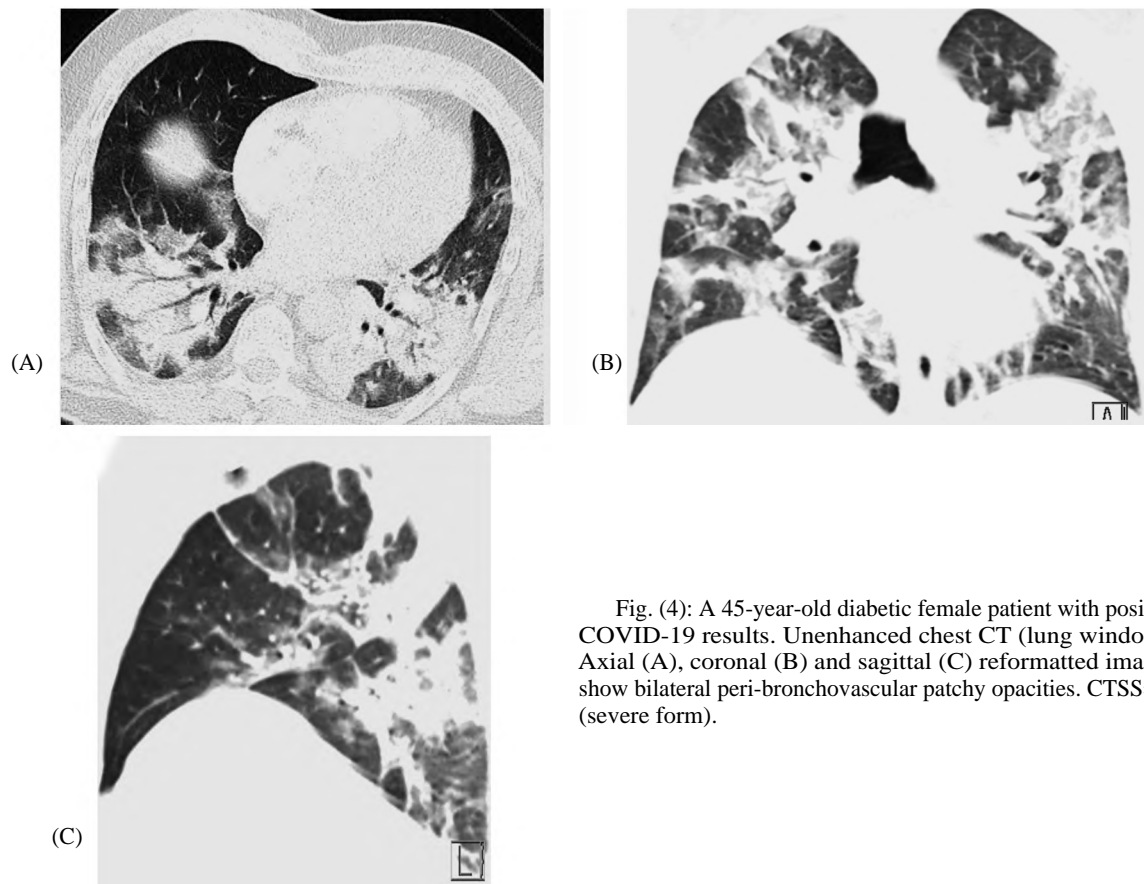 (A)
(B)
A
(C)
L
Fig. (4): A 45-year-old diabetic female patient with posi
COVID-19 results. Unenhanced chest CT (lung windo
Axial (A), coronal (B) and sagittal (C) reformatted ima
show bilateral peri-bronchovascular patchy opacities. CTSS
(severe form).